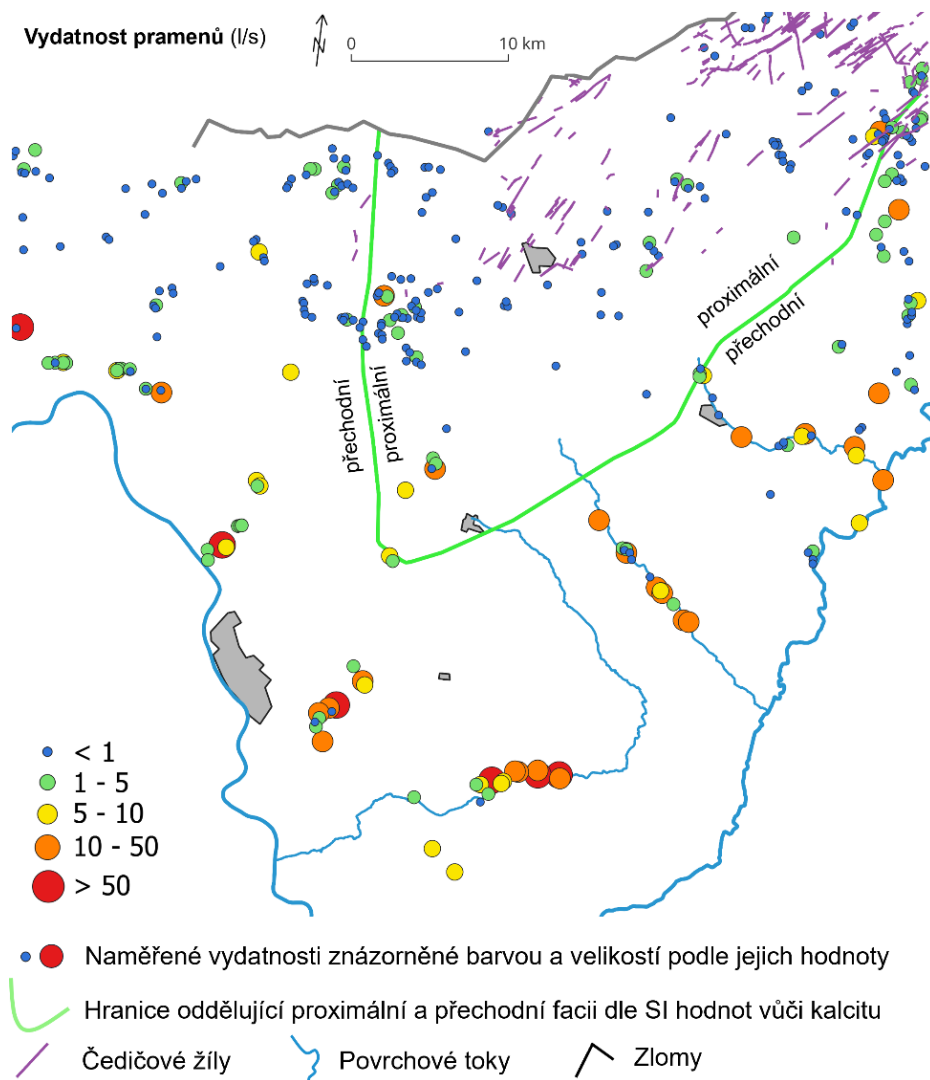 Vydatnost pramenů (l/s)
N
0 10 km
proximální
přechodní
přechodní
proximální
< 1
1 - 5
5 - 10
10 - 50
> 50
Naměřené vydatnosti znázorněné barvou a velikostí podle jejich hodnoty
Hranice oddělující proximální a přechodní facii dle SI hodnot vůči kalcitu
Čedičové žíly Povrchové toky Zlomy